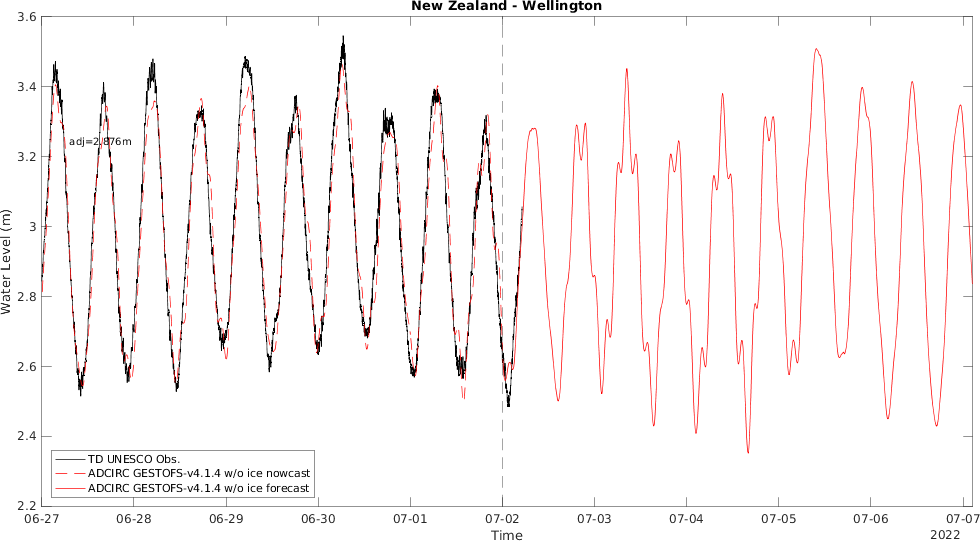 New Zealand - Wellington
3.6
3.4
3.2
3
2.8
2.6
2.4
2.2
Water Level (m)
adj=2.876m
TD UNESCO Obs.
ADCIRC GESTOFS-v4.1.4 w/o ice nowcast
ADCIRC GESTOFS-v4.1.4 w/o ice forecast
06-27 06-28 06-29 06-30 07-01 07-02 07-03 07-04 07-05 07-06 07-07
Time
2022